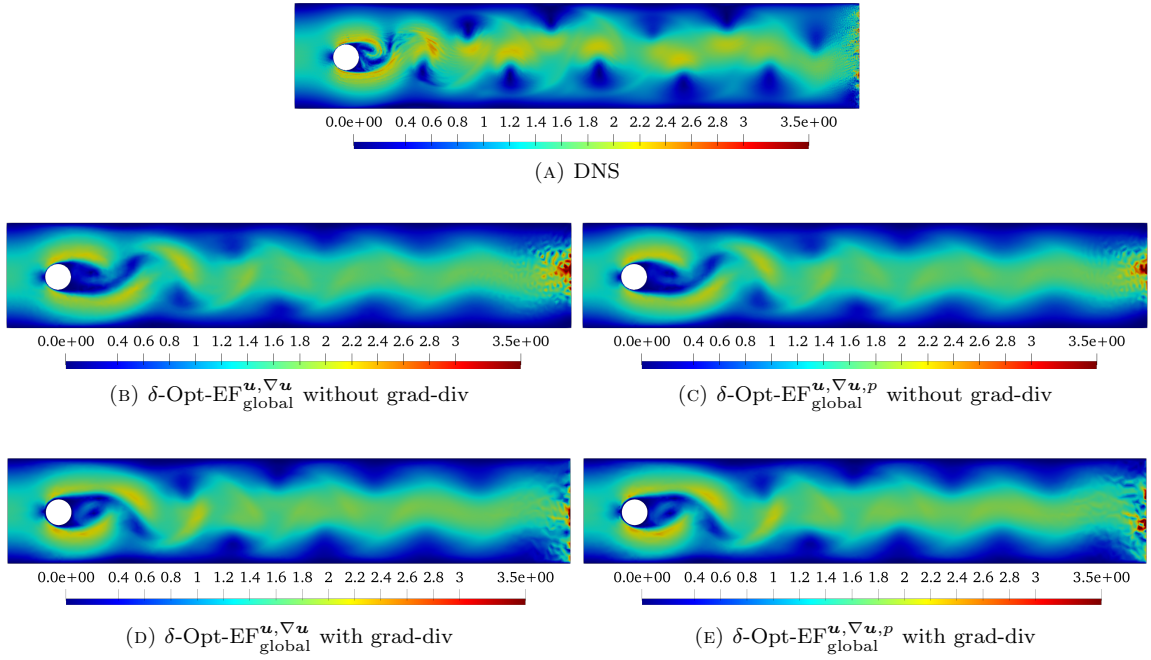 0.0e+00 0.4 0.6 0.8 1 1.2 1.4 1.6 1.8 2 2.2 2.4 2.6 2.8 3 3.5e+00
(A) DNS
0.0e+00 0.4 0.6 0.8 1 1.2 1.4 1.6 1.8 2 2.2 2.4 2.6 2.8 3 3.5e+00
0.0e+00 0.4 0.6 0.8 1 1.2 1.4 1.6 1.8 2 2.2 2.4 2.6 2.8 3 3.5e+00
(B) δ-Opt-EF^{u,∇u}_{global} without grad-div
(C) δ-Opt-EF^{u,∇u,p}_{global} without grad-div
0.0e+00 0.4 0.6 0.8 1 1.2 1.4 1.6 1.8 2 2.2 2.4 2.6 2.8 3 3.5e+00
0.0e+00 0.4 0.6 0.8 1 1.2 1.4 1.6 1.8 2 2.2 2.4 2.6 2.8 3 3.5e+00
(D) δ-Opt-EF^{u,∇u}_{global} with grad-div
(E) δ-Opt-EF^{u,∇u,p}_{global} with grad-div